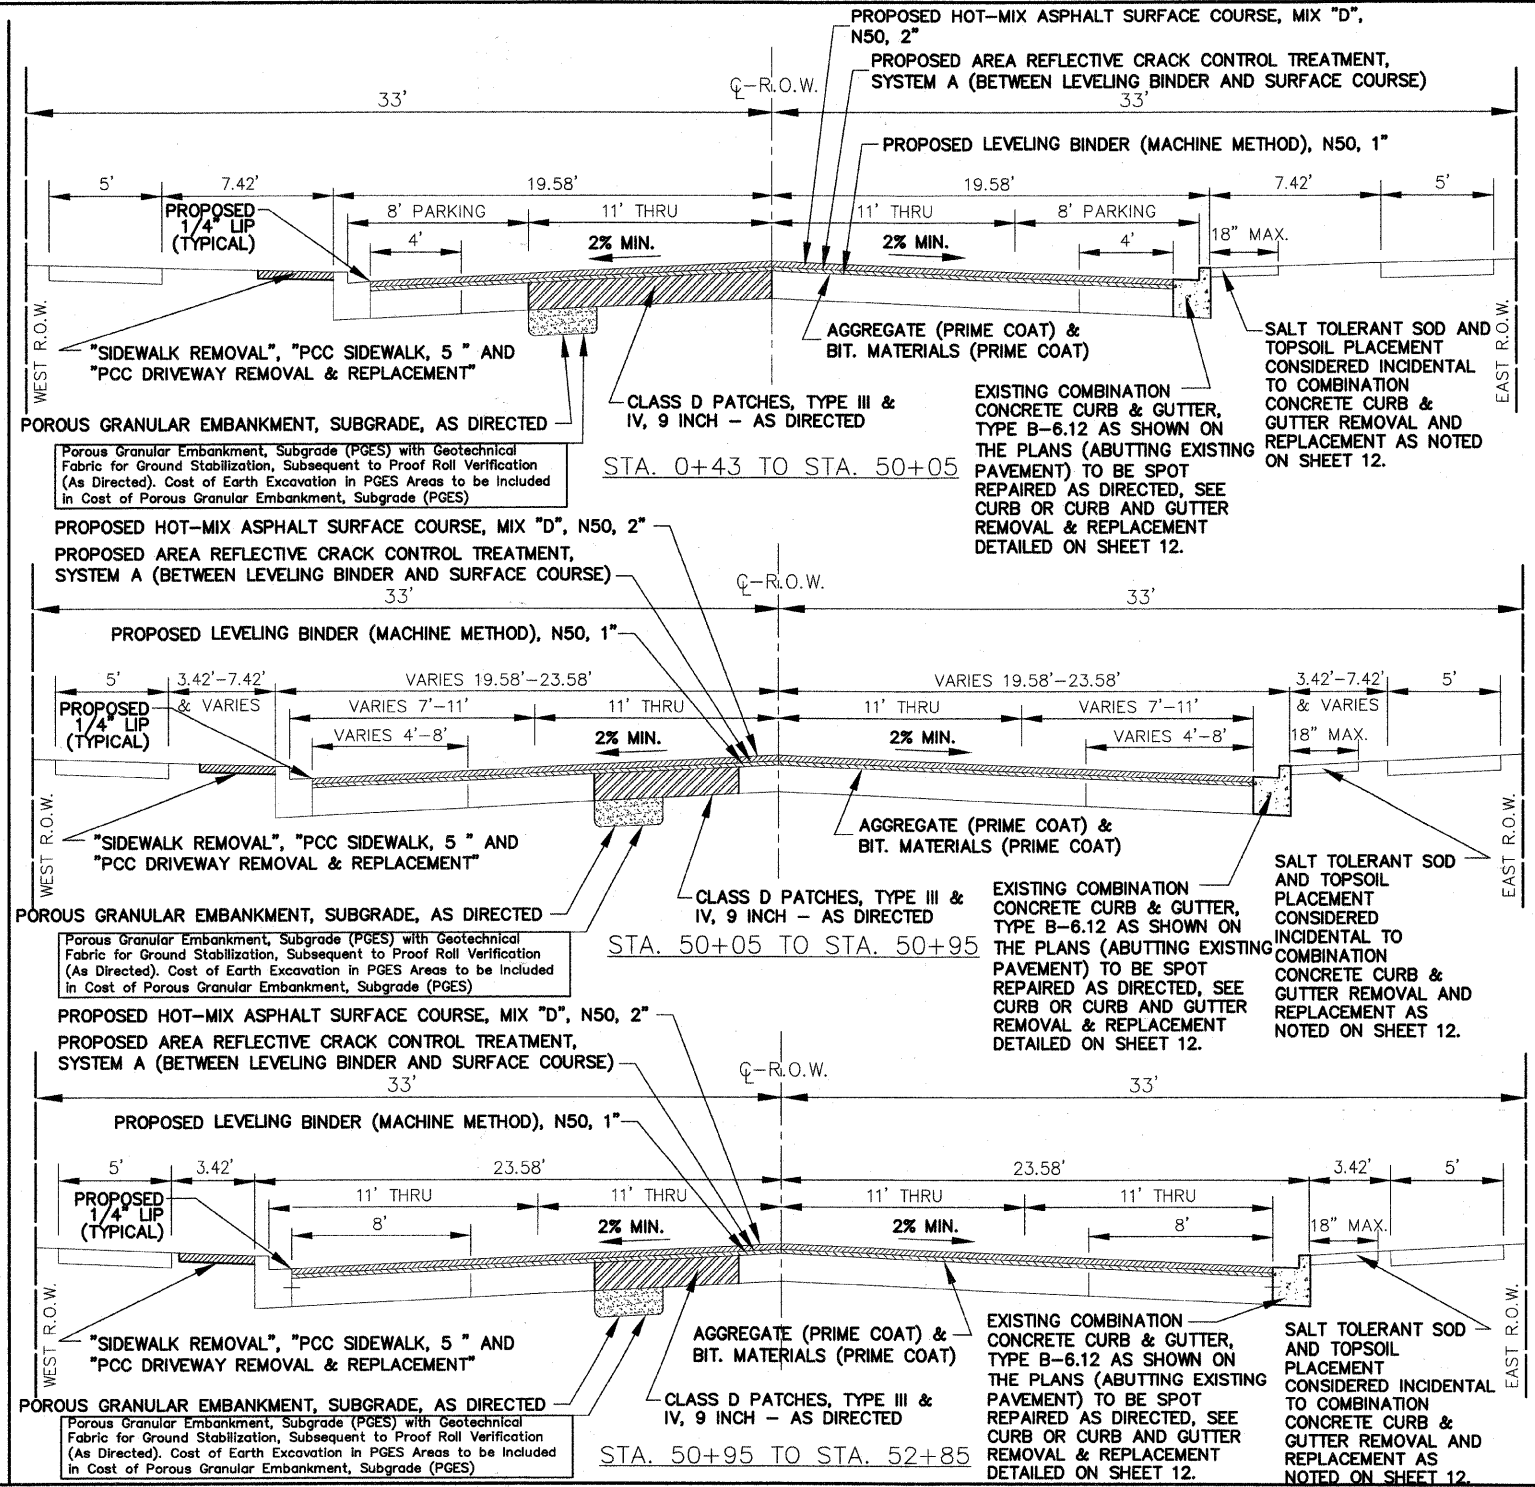 PROPOSED HOT-MIX ASPHALT SURFACE COURSE, MIX "D",
N50, 2"
PROPOSED AREA REFLECTIVE CRACK CONTROL TREATMENT,
SYSTEM A (BETWEEN LEVELING BINDER AND SURFACE COURSE)
℄-R.O.W.
33'
33'
PROPOSED LEVELING BINDER (MACHINE METHOD), N50, 1"
5'
7.42'
19.58'
19.58'
7.42'
5'
PROPOSED
1/4" LIP
(TYPICAL)
8' PARKING
11' THRU
11' THRU
8' PARKING
4'
2% MIN.
2% MIN.
4'
18" MAX.
WEST R.O.W.
"SIDEWALK REMOVAL", "PCC SIDEWALK, 5 " AND
"PCC DRIVEWAY REMOVAL & REPLACEMENT"
AGGREGATE (PRIME COAT) &
BIT. MATERIALS (PRIME COAT)
SALT TOLERANT SOD AND
TOPSOIL PLACEMENT
CONSIDERED INCIDENTAL
TO COMBINATION
CONCRETE CURB &
GUTTER REMOVAL AND
REPLACEMENT AS NOTED
ON SHEET 12.
EAST R.O.W.
POROUS GRANULAR EMBANKMENT, SUBGRADE, AS DIRECTED
CLASS D PATCHES, TYPE III &
IV, 9 INCH - AS DIRECTED
EXISTING COMBINATION
CONCRETE CURB & GUTTER,
TYPE B-6.12 AS SHOWN ON
THE PLANS (ABUTTING EXISTING
PAVEMENT) TO BE SPOT
REPAIRED AS DIRECTED, SEE
CURB OR CURB AND GUTTER
REMOVAL & REPLACEMENT
DETAILED ON SHEET 12.
Porous Granular Embankment, Subgrade (PGES) with Geotechnical
Fabric for Ground Stabilization, Subsequent to Proof Roll Verification
(As Directed). Cost of Earth Excavation in PGES Areas to be Included
in Cost of Porous Granular Embankment, Subgrade (PGES)
STA. 0+43 TO STA. 50+05
PROPOSED HOT-MIX ASPHALT SURFACE COURSE, MIX "D", N50, 2"
PROPOSED AREA REFLECTIVE CRACK CONTROL TREATMENT,
SYSTEM A (BETWEEN LEVELING BINDER AND SURFACE COURSE)
℄-R.O.W.
33'
33'
PROPOSED LEVELING BINDER (MACHINE METHOD), N50, 1"
5'
3.42'-7.42'
& VARIES
VARIES 19.58'-23.58'
VARIES 19.58'-23.58'
3.42'-7.42'
& VARIES
5'
PROPOSED
1/4" LIP
(TYPICAL)
VARIES 7'-11'
11' THRU
11' THRU
VARIES 7'-11'
VARIES 4'-8'
2% MIN.
2% MIN.
VARIES 4'-8'
18" MAX.
WEST R.O.W.
"SIDEWALK REMOVAL", "PCC SIDEWALK, 5 " AND
"PCC DRIVEWAY REMOVAL & REPLACEMENT"
AGGREGATE (PRIME COAT) &
BIT. MATERIALS (PRIME COAT)
SALT TOLERANT SOD
AND TOPSOIL
PLACEMENT
CONSIDERED
INCIDENTAL TO
COMBINATION
CONCRETE CURB &
GUTTER REMOVAL AND
REPLACEMENT AS
NOTED ON SHEET 12.
EAST R.O.W.
POROUS GRANULAR EMBANKMENT, SUBGRADE, AS DIRECTED
CLASS D PATCHES, TYPE III &
IV, 9 INCH - AS DIRECTED
EXISTING COMBINATION
CONCRETE CURB & GUTTER,
TYPE B-6.12 AS SHOWN ON
THE PLANS (ABUTTING EXISTING
PAVEMENT) TO BE SPOT
REPAIRED AS DIRECTED, SEE
CURB OR CURB AND GUTTER
REMOVAL & REPLACEMENT
DETAILED ON SHEET 12.
Porous Granular Embankment, Subgrade (PGES) with Geotechnical
Fabric for Ground Stabilization, Subsequent to Proof Roll Verification
(As Directed). Cost of Earth Excavation in PGES Areas to be Included
in Cost of Porous Granular Embankment, Subgrade (PGES)
STA. 50+05 TO STA. 50+95
PROPOSED HOT-MIX ASPHALT SURFACE COURSE, MIX "D", N50, 2"
PROPOSED AREA REFLECTIVE CRACK CONTROL TREATMENT,
SYSTEM A (BETWEEN LEVELING BINDER AND SURFACE COURSE)
℄-R.O.W.
33'
33'
PROPOSED LEVELING BINDER (MACHINE METHOD), N50, 1"
5'
3.42'
23.58'
23.58'
3.42'
5'
PROPOSED
1/4" LIP
(TYPICAL)
11' THRU
11' THRU
11' THRU
11' THRU
8'
2% MIN.
2% MIN.
8'
18" MAX.
WEST R.O.W.
"SIDEWALK REMOVAL", "PCC SIDEWALK, 5 " AND
"PCC DRIVEWAY REMOVAL & REPLACEMENT"
AGGREGATE (PRIME COAT) &
BIT. MATERIALS (PRIME COAT)
EXISTING COMBINATION
CONCRETE CURB & GUTTER,
TYPE B-6.12 AS SHOWN ON
THE PLANS (ABUTTING EXISTING
PAVEMENT) TO BE SPOT
REPAIRED AS DIRECTED, SEE
CURB OR CURB AND GUTTER
REMOVAL & REPLACEMENT
DETAILED ON SHEET 12.
SALT TOLERANT SOD
AND TOPSOIL
PLACEMENT
CONSIDERED INCIDENTAL
TO COMBINATION
CONCRETE CURB &
GUTTER REMOVAL AND
REPLACEMENT AS
NOTED ON SHEET 12.
EAST R.O.W.
POROUS GRANULAR EMBANKMENT, SUBGRADE, AS DIRECTED
CLASS D PATCHES, TYPE III &
IV, 9 INCH - AS DIRECTED
Porous Granular Embankment, Subgrade (PGES) with Geotechnical
Fabric for Ground Stabilization, Subsequent to Proof Roll Verification
(As Directed). Cost of Earth Excavation in PGES Areas to be Included
in Cost of Porous Granular Embankment, Subgrade (PGES)
STA. 50+95 TO STA. 52+85